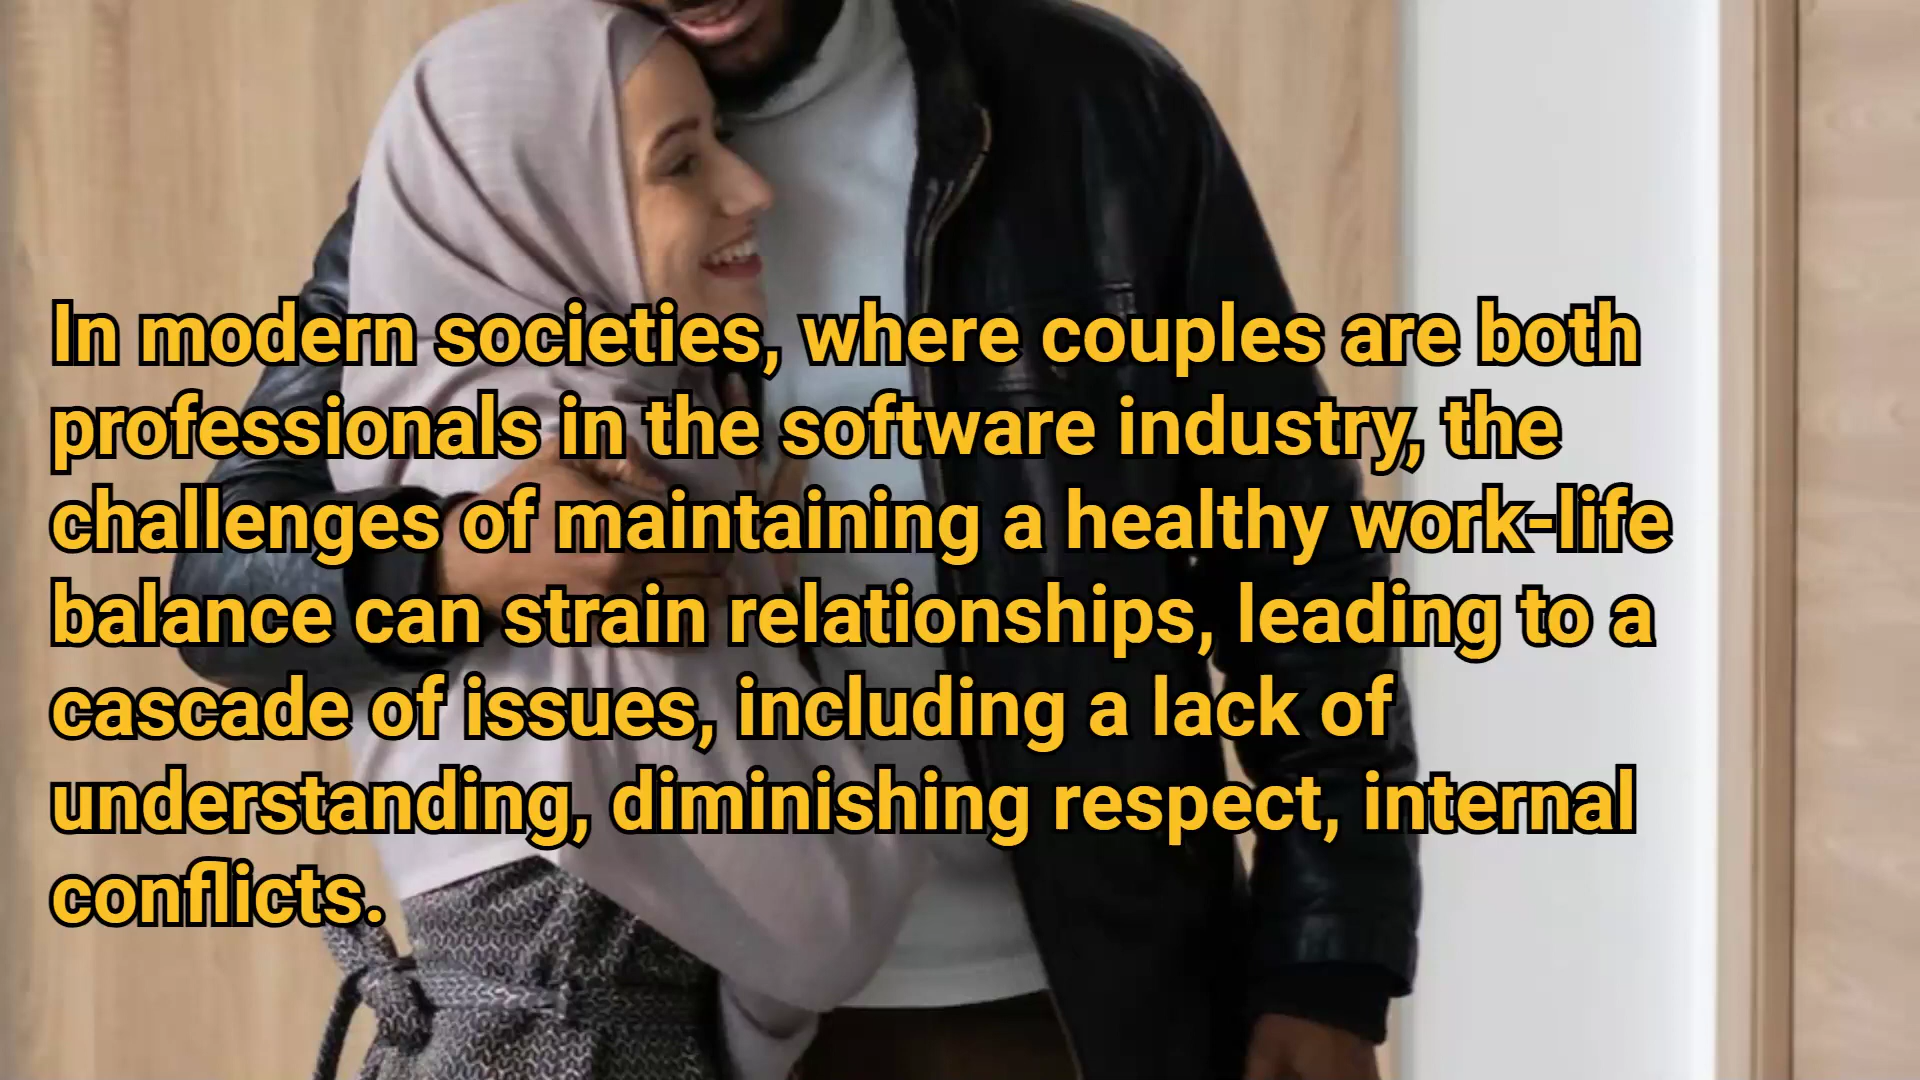 In modern societies, where couples are both
professionals in the software industry, the
challenges of maintaining a healthy work-life
balance can strain relationships, leading to a
cascade of issues, including a lack of
understanding, diminishing respect, internal
conflicts.